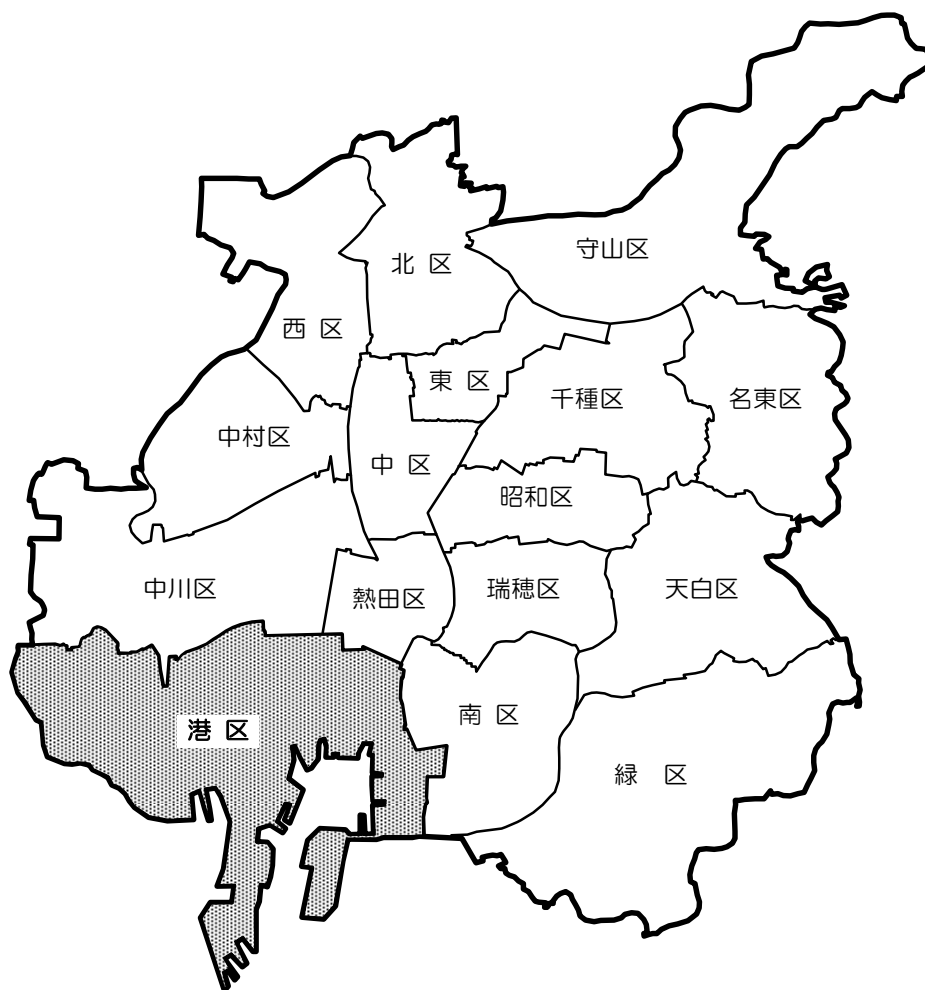 守山区
北 区
西 区
東 区
千種区
名東区
中村区
中 区
昭和区
中川区
熱田区
瑞穂区
天白区
港 区
南 区
緑 区